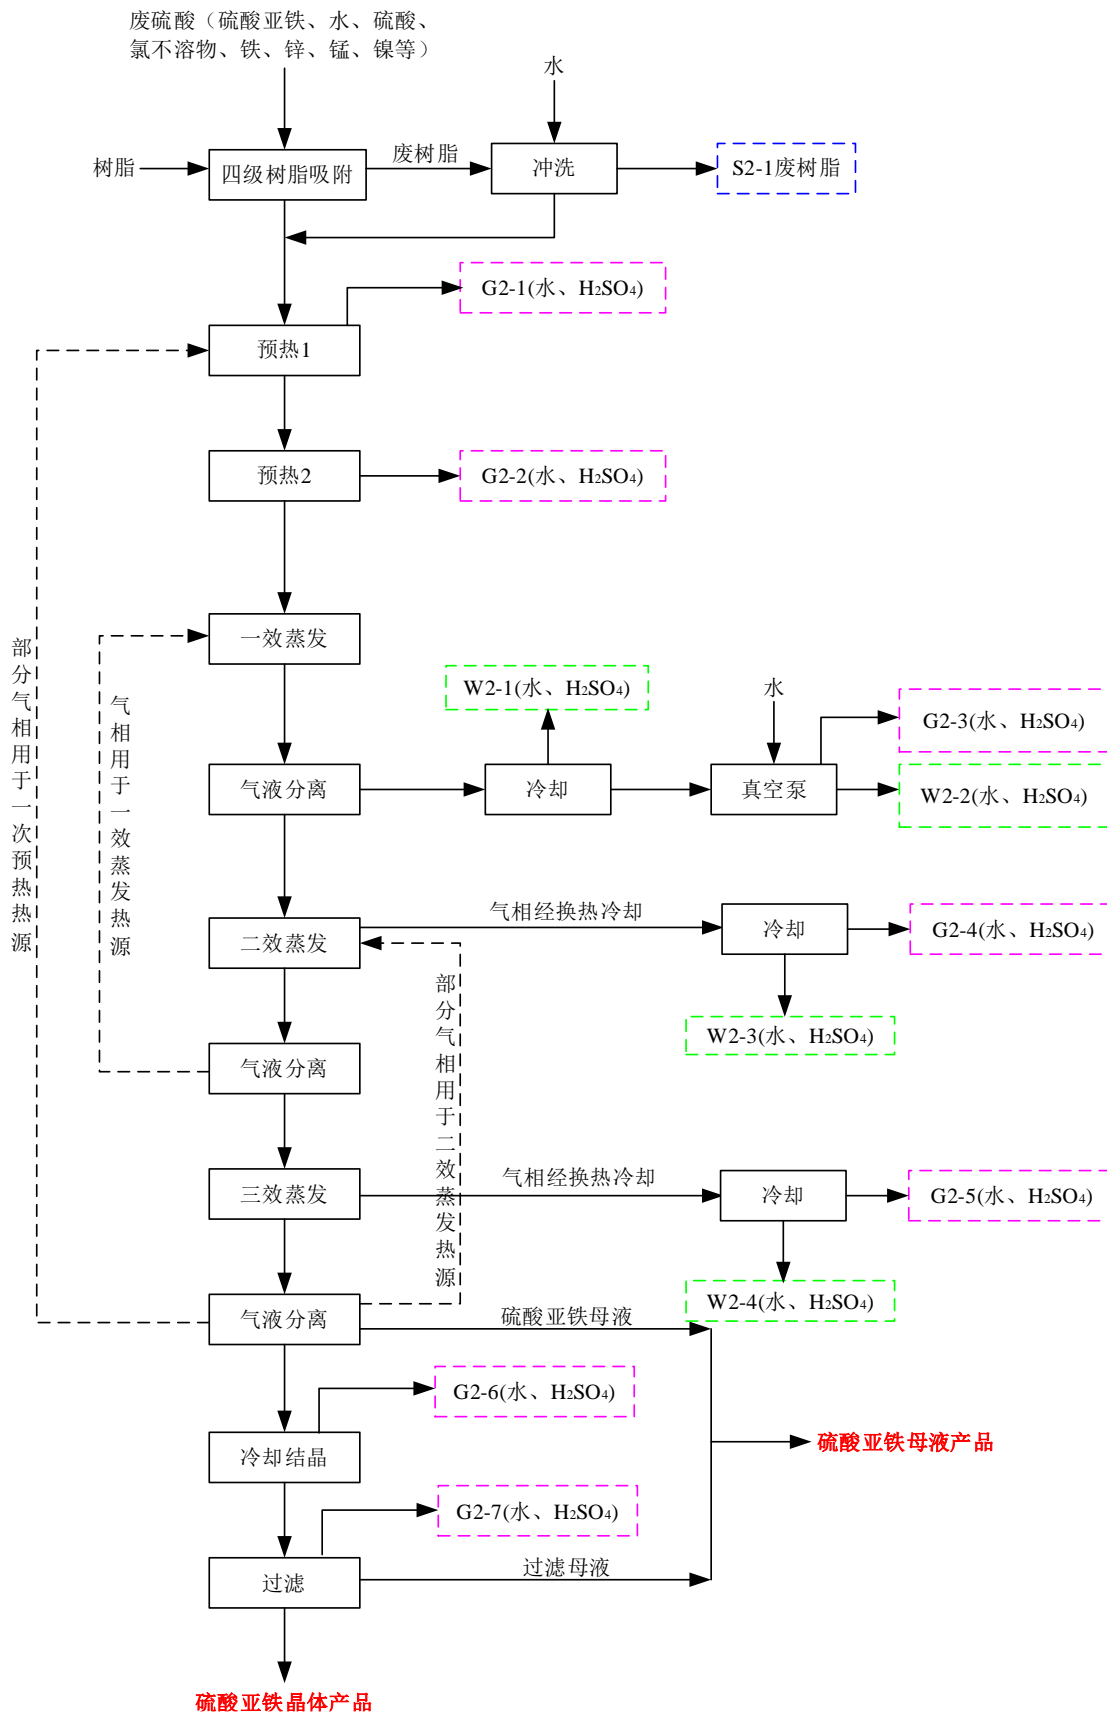 废硫酸（硫酸亚铁、水、硫酸、
氯不溶物、铁、锌、锰、镍等）
水
树脂
四级树脂吸附
废树脂
冲洗
S2-1废树脂
G2-1(水、H₂SO₄)
预热1
预热2
G2-2(水、H₂SO₄)
一效蒸发
部分气相用于一次预热热源
气相用于一效蒸发热源
W2-1(水、H₂SO₄)
水
G2-3(水、H₂SO₄)
气液分离
冷却
真空泵
W2-2(水、H₂SO₄)
气相经换热冷却
二效蒸发
冷却
G2-4(水、H₂SO₄)
部分气相用于二效蒸发热源
W2-3(水、H₂SO₄)
气液分离
三效蒸发
气相经换热冷却
冷却
G2-5(水、H₂SO₄)
W2-4(水、H₂SO₄)
气液分离
硫酸亚铁母液
G2-6(水、H₂SO₄)
冷却结晶
硫酸亚铁母液产品
G2-7(水、H₂SO₄)
过滤
过滤母液
硫酸亚铁晶体产品